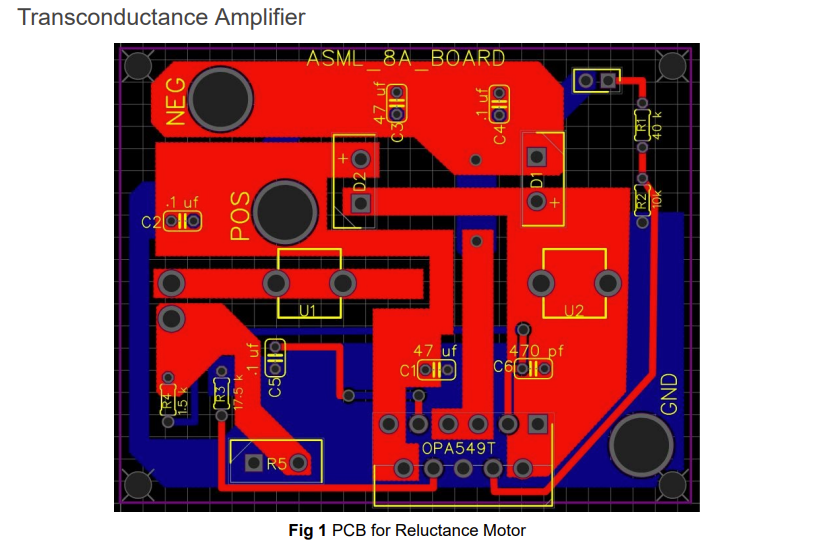 Transconductance Amplifier
ASML_8A_BOARD
NEG
47 uf
C3
.1 uf
C4
R1
40 k
+
D2
D1
+
R2
10k
.1 uf
C2
POS
U1
U2
.1 uf
C5
47 uf
C1
470 pf
C6
R4
1.5 k
R3
17.5 k
GND
OPA549T
R5
Fig 1 PCB for Reluctance Motor